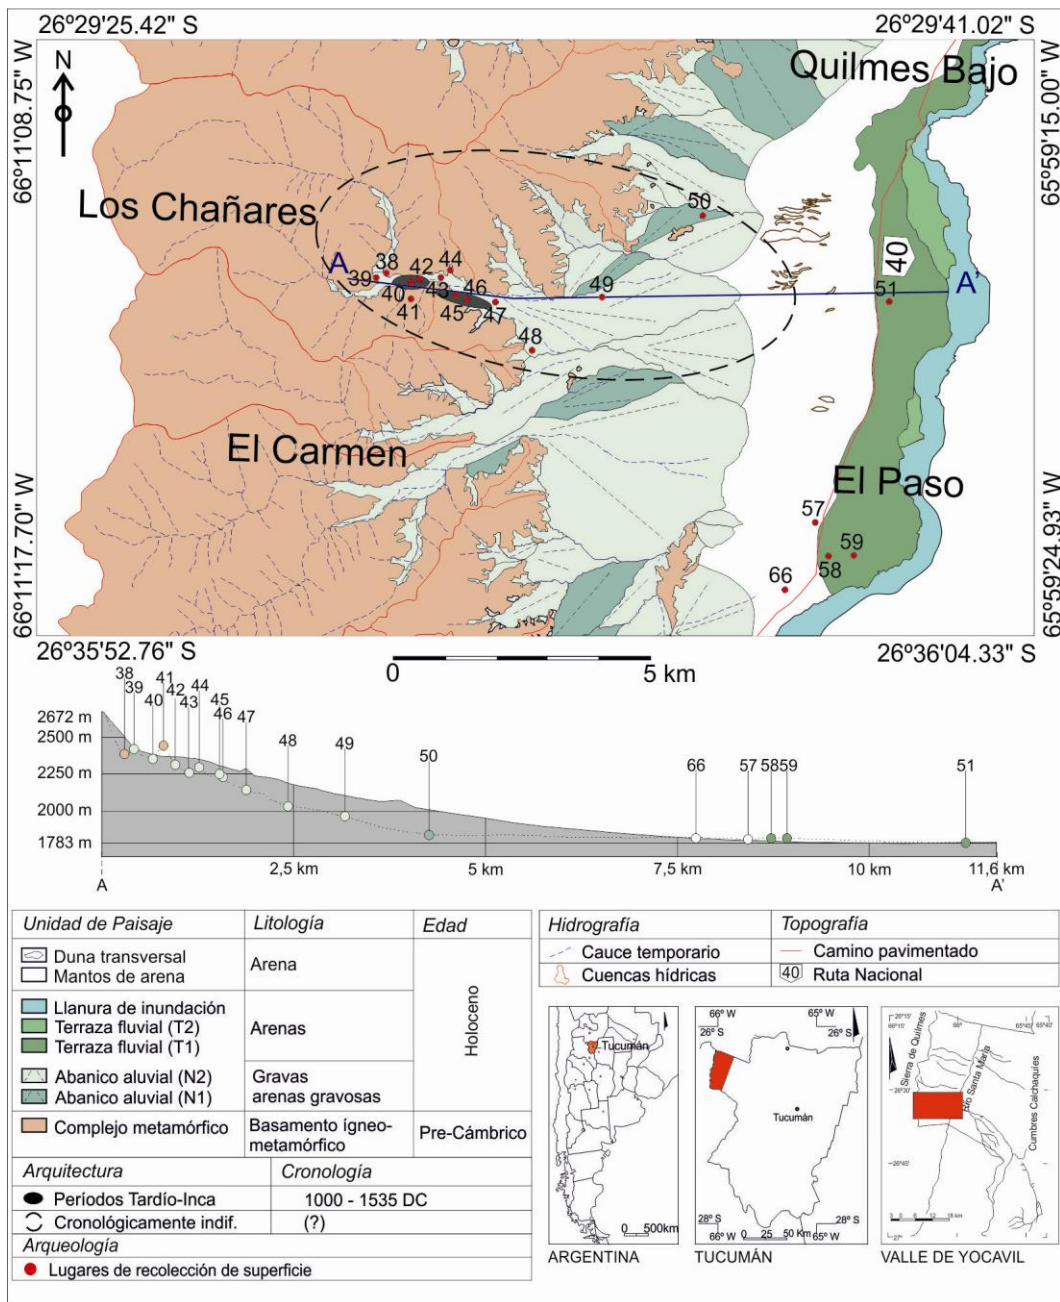 26º29'25.42" S
26º29'41.02" S
66º11'08.75" W
65º59'15.00" W
N
Quilmes Bajo
Los Chañares
50
40
A
38
42
44
39
40
41
43
46
45
47
49
51
A'
48
El Carmen
El Paso
57
58
59
66
66º11'17.70" W
65º59'24.93" W
26º35'52.76" S
26º36'04.33" S
0
5 km
38
39
40
41
42
43
44
45
46
47
48
49
50
66
57
58
59
51
2672 m
2500 m
2250 m
2000 m
1783 m
2,5 km
5 km
7,5 km
10 km
11,6 km
A
A'
Unidad de Paisaje
Litología
Edad
Duna transversal
Mantos de arena
Arena
Llanura de inundación
Terraza fluvial (T2)
Terraza fluvial (T1)
Arenas
Holoceno
Abanico aluvial (N2)
Abanico aluvial (N1)
Gravas
arenas gravosas
Complejo metamórfico
Basamento ígneo-
metamórfico
Pre-Cámbrico
Arquitectura
Cronología
Períodos Tardío-Inca
1000 - 1535 DC
Cronológicamente indif.
(?)
Arqueología
Lugares de recolección de superficie
Hidrografía
Topografía
Cauce temporario
Camino pavimentado
Cuencas hídricas
40
Ruta Nacional
Tucumán
0 500km
ARGENTINA
66º W
65º W
26º S
26º S
Tucumán
28º S
28º S
66º W
65º W
0 25 50 Km
TUCUMÁN
26º15'
66º15'
66º
65º45'
65º40'
Sierra de Quilmes
Río Santa María
Cumbres Calchaquíes
26º30'
26º30'
26º45'
27º
VALLE DE YOCAVIL